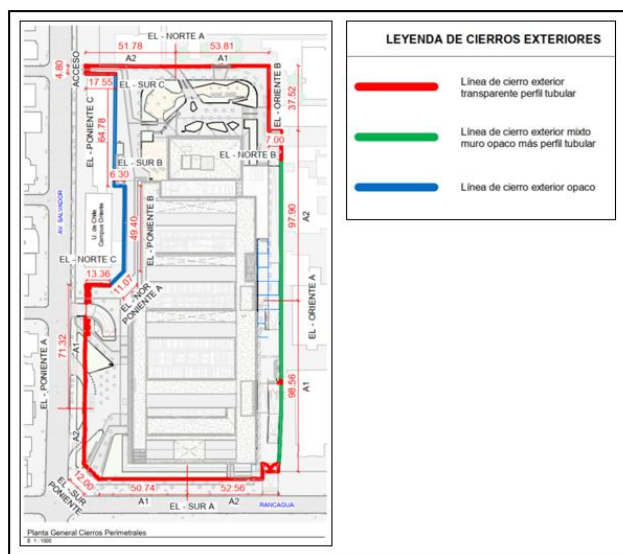 EL - NORTE A
51.78
53.81
A2
A1
4.80
ACCESO
17.55
EL - SUR C
EL - ORIENTE B
37.52
EL - PONIENTE C
64.78
7.00
EL - NORTE B
EL - SUR B
6.30
AV. SALVADOR
U. de Chile
Campus Oriente
49.40
EL - PONIENTE B
97.90
A2
EL - NORTE C
13.36
11.07
EL - NOR
PONIENTE A
EL - ORIENTE A
71.32
A1
EL - PONIENTE A
98.56
A1
A2
12.00
EL - SUR
PONIENTE
50.74
52.56
A1
A2
EL - SUR A
RANCAGUA
Planta General Cierros Perimetrales
E 1 : 1000
LEYENDA DE CIERROS EXTERIORES
Línea de cierro exterior
transparente perfil tubular
Línea de cierro exterior mixto
muro opaco más perfil tubular
Línea de cierro exterior opaco